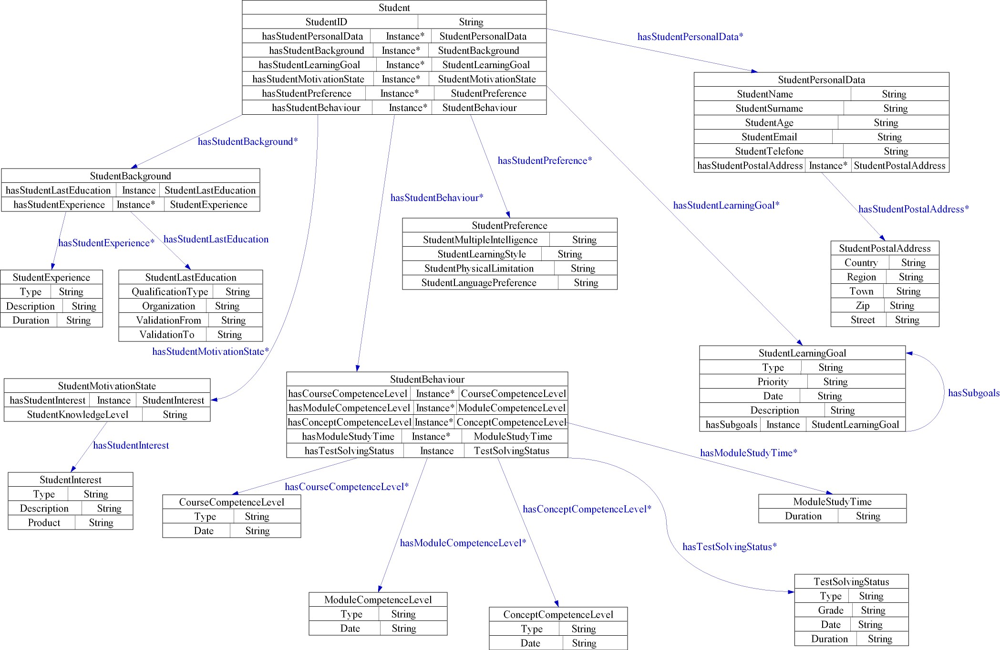 Student
StudentID String
hasStudentPersonalData Instance* StudentPersonalData
hasStudentBackground Instance* StudentBackground
hasStudentLearningGoal Instance* StudentLearningGoal
hasStudentMotivationState Instance* StudentMotivationState
hasStudentPreference Instance* StudentPreference
hasStudentBehaviour Instance* StudentBehaviour
hasStudentPersonalData*
StudentPersonalData
StudentName String
StudentSurname String
StudentAge String
StudentEmail String
StudentTelefone String
hasStudentPostalAddress Instance* StudentPostalAddress
hasStudentBackground*
hasStudentPreference*
StudentBackground
hasStudentLastEducation Instance StudentLastEducation
hasStudentExperience Instance* StudentExperience
hasStudentBehaviour*
hasStudentLearningGoal*
hasStudentPostalAddress*
StudentPreference
StudentMultipleIntelligence String
StudentLearningStyle String
StudentPhysicalLimitation String
StudentLanguagePreference String
hasStudentExperience*
hasStudentLastEducation
StudentPostalAddress
Country String
Region String
Town String
Zip String
Street String
StudentExperience
Type String
Description String
Duration String
StudentLastEducation
QualificationType String
Organization String
ValidationFrom String
ValidationTo String
hasStudentMotivationState*
StudentLearningGoal
Type String
Priority String
Date String
Description String
hasSubgoals Instance StudentLearningGoal
hasSubgoals
StudentMotivationState
hasStudentInterest Instance StudentInterest
StudentKnowledgeLevel String
StudentBehaviour
hasCourseCompetenceLevel Instance* CourseCompetenceLevel
hasModuleCompetenceLevel Instance* ModuleCompetenceLevel
hasConceptCompetenceLevel Instance* ConceptCompetenceLevel
hasModuleStudyTime Instance* ModuleStudyTime
hasTestSolvingStatus Instance TestSolvingStatus
hasStudentInterest
hasModuleStudyTime*
StudentInterest
Type String
Description String
Product String
hasCourseCompetenceLevel*
CourseCompetenceLevel
Type String
Date String
hasConceptCompetenceLevel*
ModuleStudyTime
Duration String
hasModuleCompetenceLevel*
hasTestSolvingStatus*
ModuleCompetenceLevel
Type String
Date String
ConceptCompetenceLevel
Type String
Date String
TestSolvingStatus
Type String
Grade String
Date String
Duration String